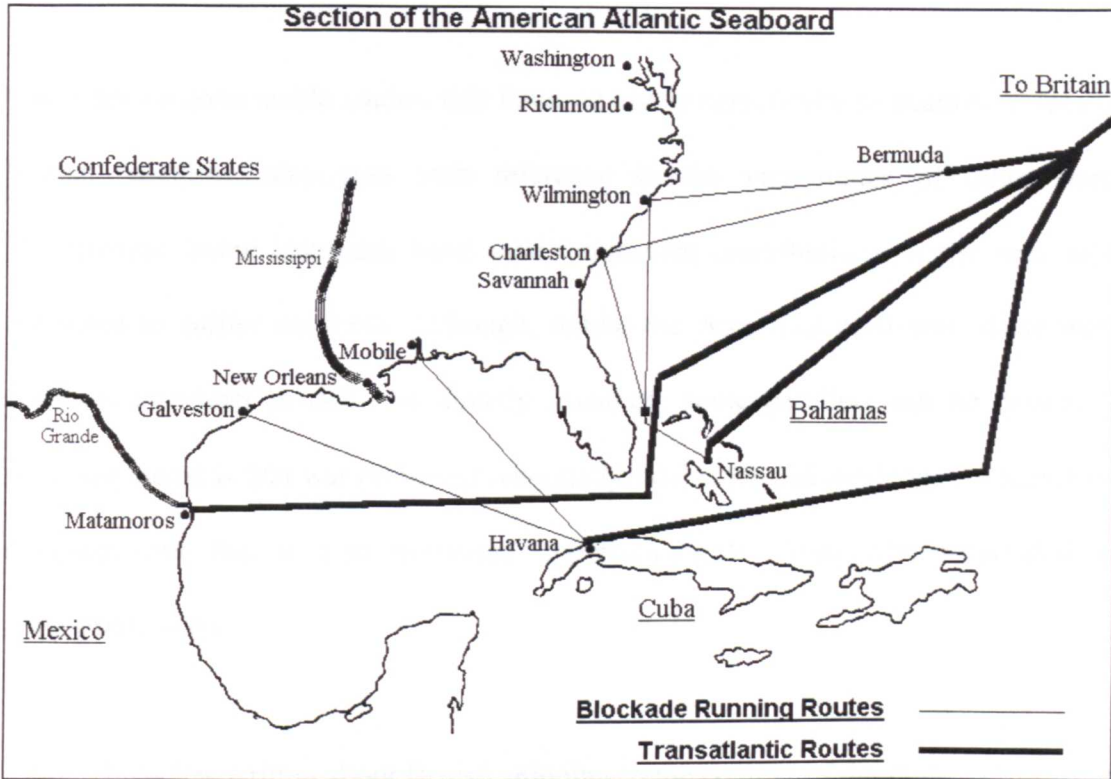 Section of the American Atlantic Seaboard
Washington
To Britain
Richmond
Bermuda
Confederate States
Wilmington
Charleston
Mississippi
Savannah
Mobile
New Orleans
Galveston
Bahamas
Rio
Grande
Nassau
Matamoros
Havana
Cuba
Mexico
Blockade Running Routes
Transatlantic Routes